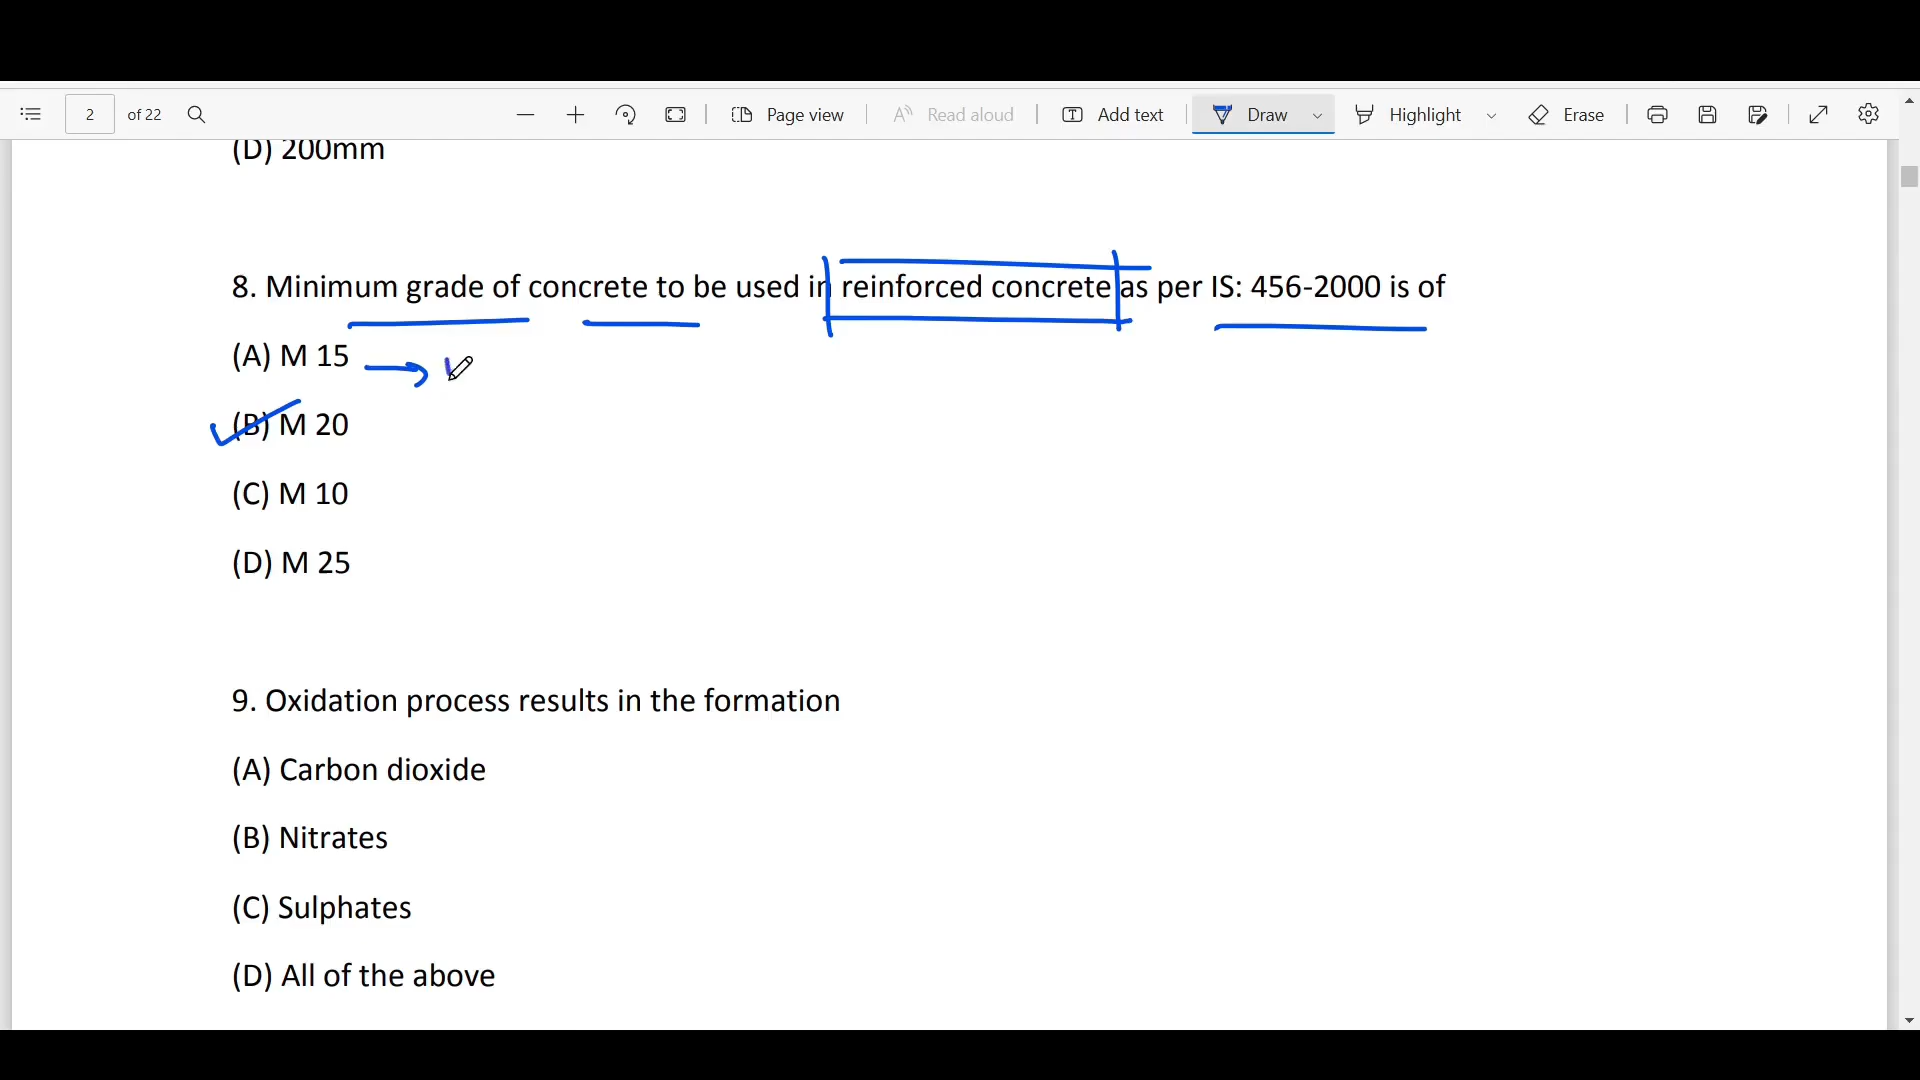 2 of 22 Page view Read aloud Add text Draw Highlight Erase
(D) 200mm
8. Minimum grade of concrete to be used in reinforced concrete as per IS: 456-2000 is of
(A) M 15
(B) M 20
(C) M 10
(D) M 25
9. Oxidation process results in the formation
(A) Carbon dioxide
(B) Nitrates
(C) Sulphates
(D) All of the above